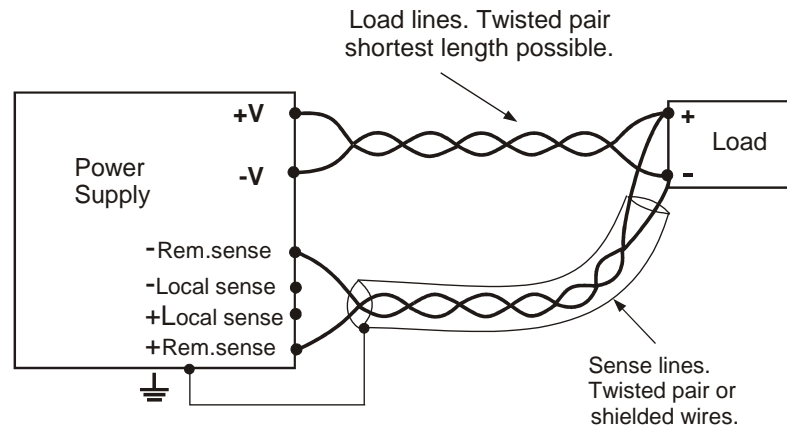 Load lines. Twisted pair
shortest length possible.
+V
-V
Power
Supply
-Rem.sense
-Local sense
+Local sense
+Rem.sense
+
-
Load
Sense lines.
Twisted pair or
shielded wires.